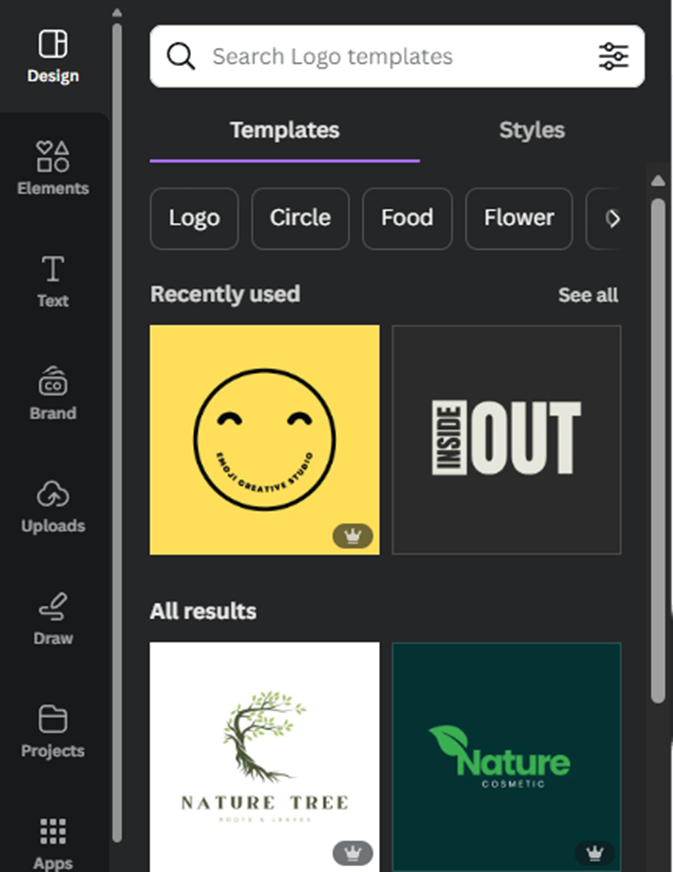 Design
Elements
Text
Brand
CO
Uploads
Draw
Projects
Apps
Search Logo templates
Templates
Styles
Logo
Circle
Food
Flower
Recently used
See all
EMOJI CREATIVE STUDIO
INSIDE
OUT
All results
NATURE TREE
ROOTS & LEAVES
Nature
COSMETIC